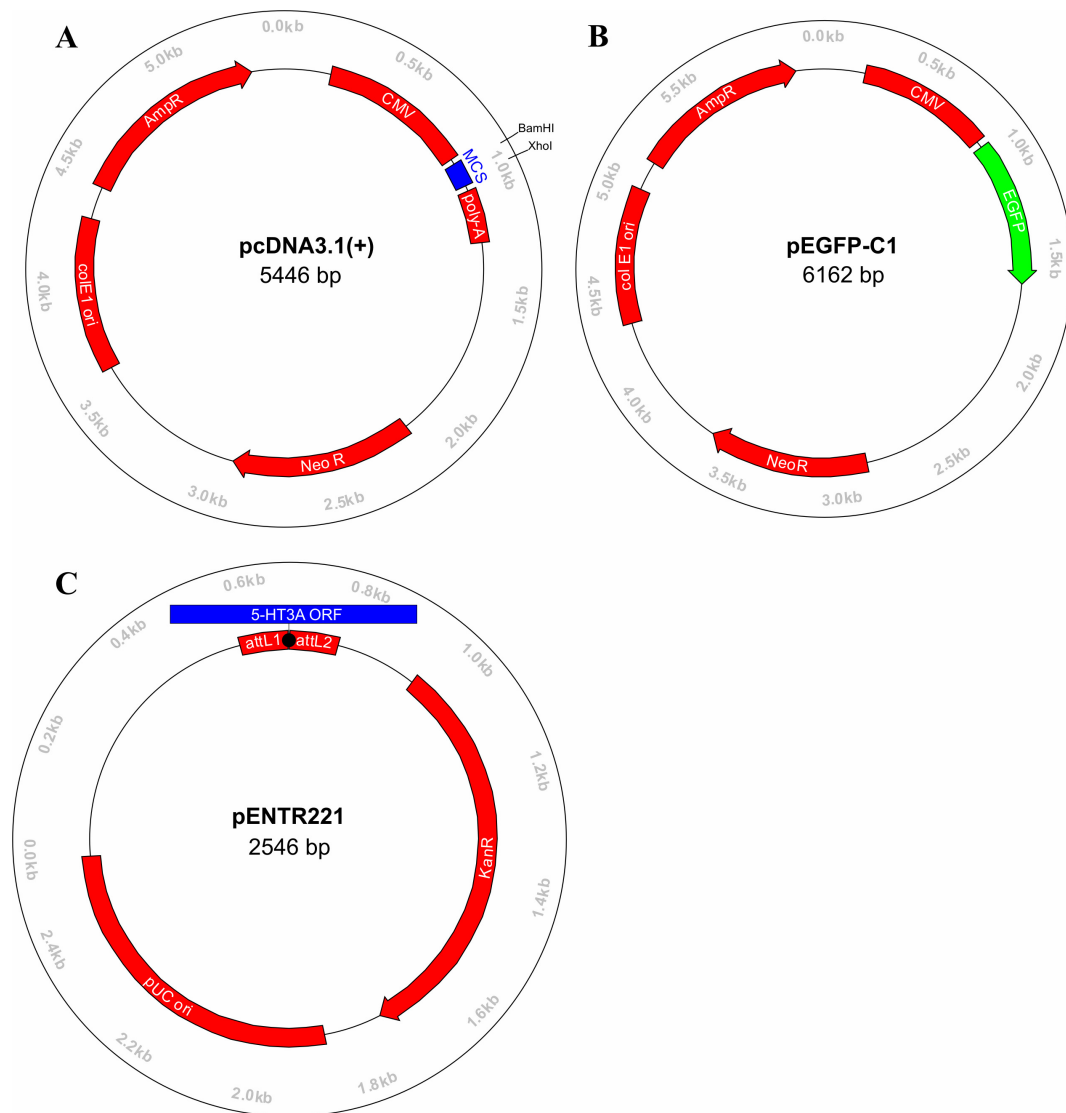 A
0.0kb
0.5kb
1.0kb
1.5kb
2.0kb
2.5kb
3.0kb
3.5kb
4.0kb
4.5kb
5.0kb
CMV
BamHI
XhoI
MCS
poly-A
Neo R
colE1 ori
AmpR
pcDNA3.1(+)
5446 bp
B
0.0kb
0.5kb
1.0kb
1.5kb
2.0kb
2.5kb
3.0kb
3.5kb
4.0kb
4.5kb
5.0kb
5.5kb
CMV
EGFP
NeoR
col E1 ori
AmpR
pEGFP-C1
6162 bp
C
0.0kb
0.2kb
0.4kb
0.6kb
0.8kb
1.0kb
1.2kb
1.4kb
1.6kb
1.8kb
2.0kb
2.2kb
2.4kb
5-HT3A ORF
attL1
attL2
KanR
pUC ori
pENTR221
2546 bp